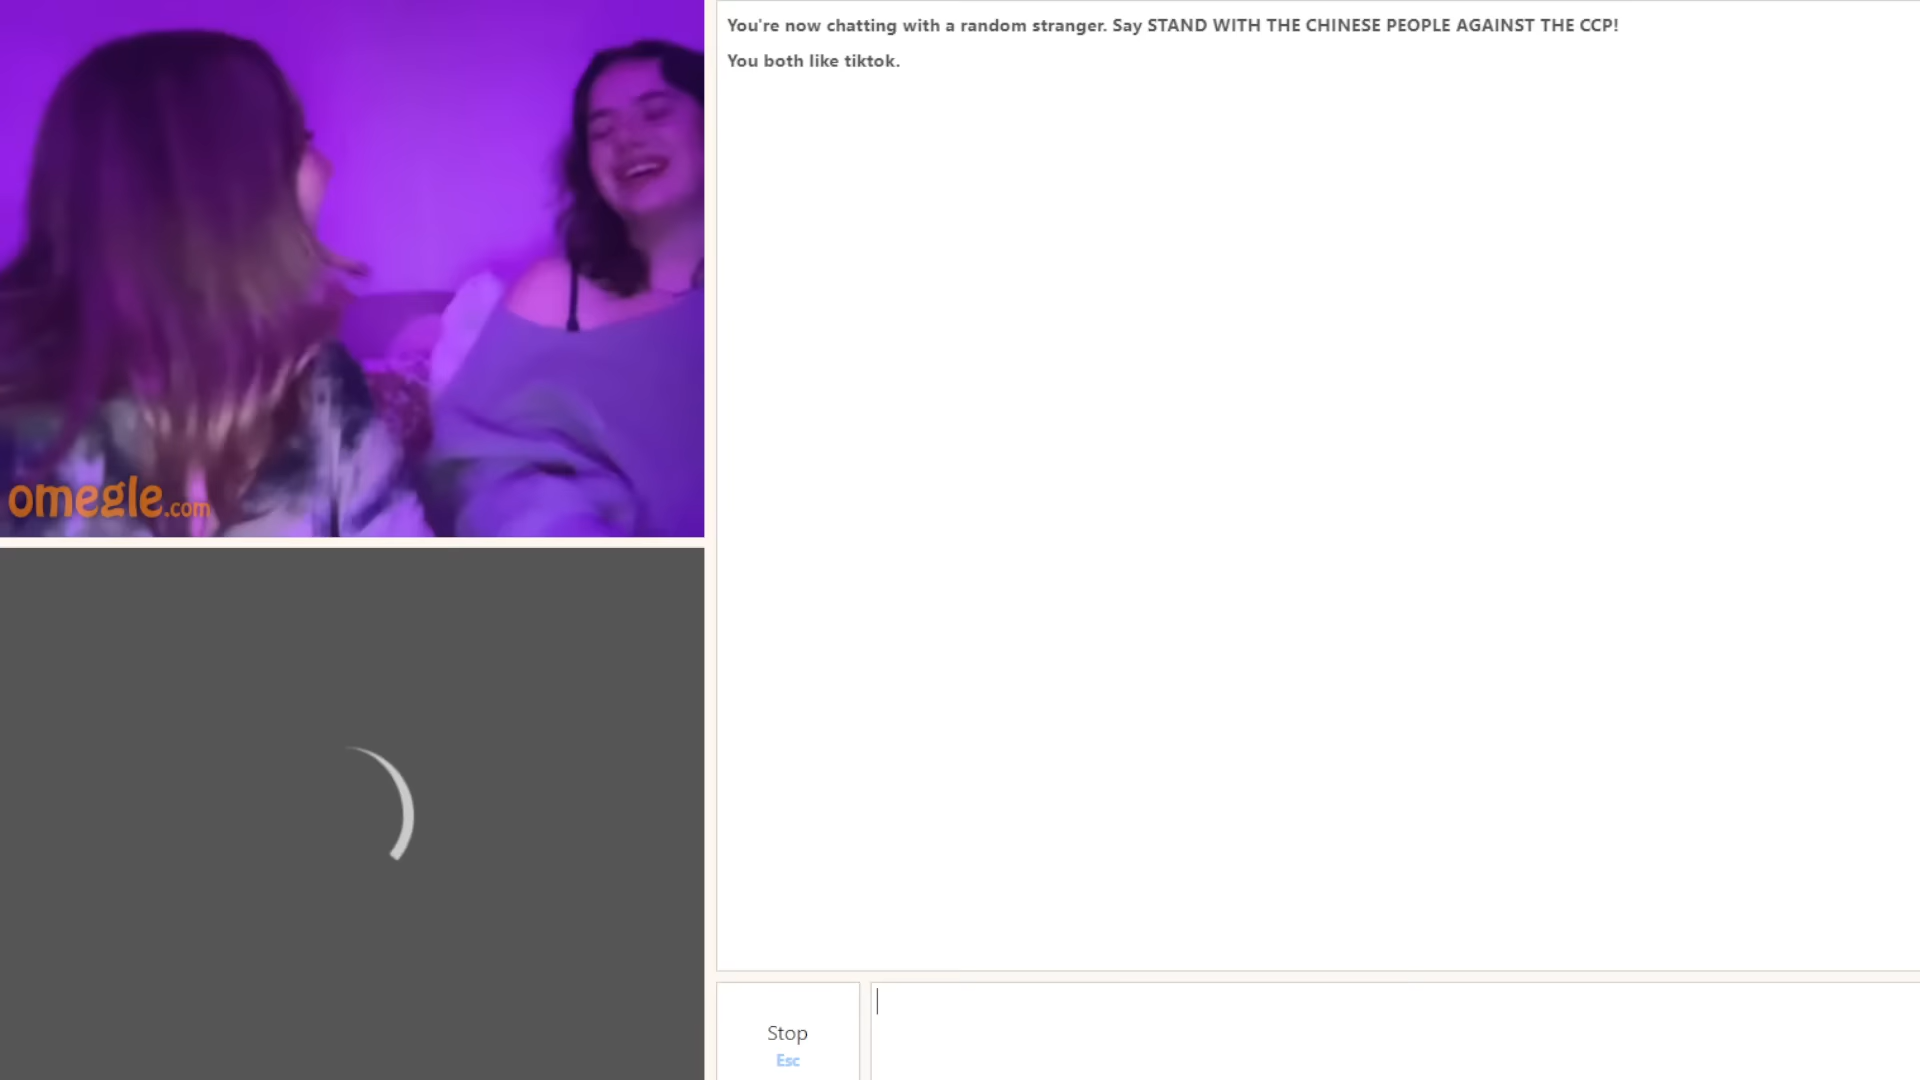 You're now chatting with a random stranger. Say STAND WITH THE CHINESE PEOPLE AGAINST THE CCP!
You both like tiktok.
omegle.com
Stop
Esc